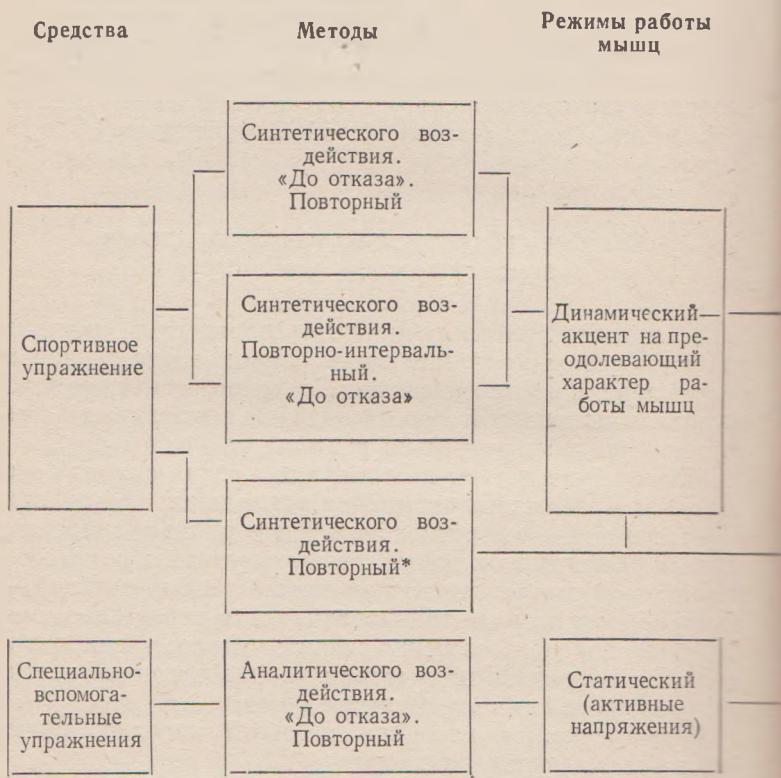 Средства
Методы
Режимы работы
мышц
Синтетического воз-
действия.
«До отказа».
Повторный
Спортивное
упражнение
Синтетического воз-
действия.
Повторно-интерваль-
ный.
«До отказа»
Динамический—
акцент на пре-
одолевающий
характер ра-
боты мышц
Синтетического воз-
действия.
Повторный*
Специально-
вспомога-
тельные
упражнения
Аналитического воз-
действия.
«До отказа».
Повторный
Статический
(активные
напряжения)